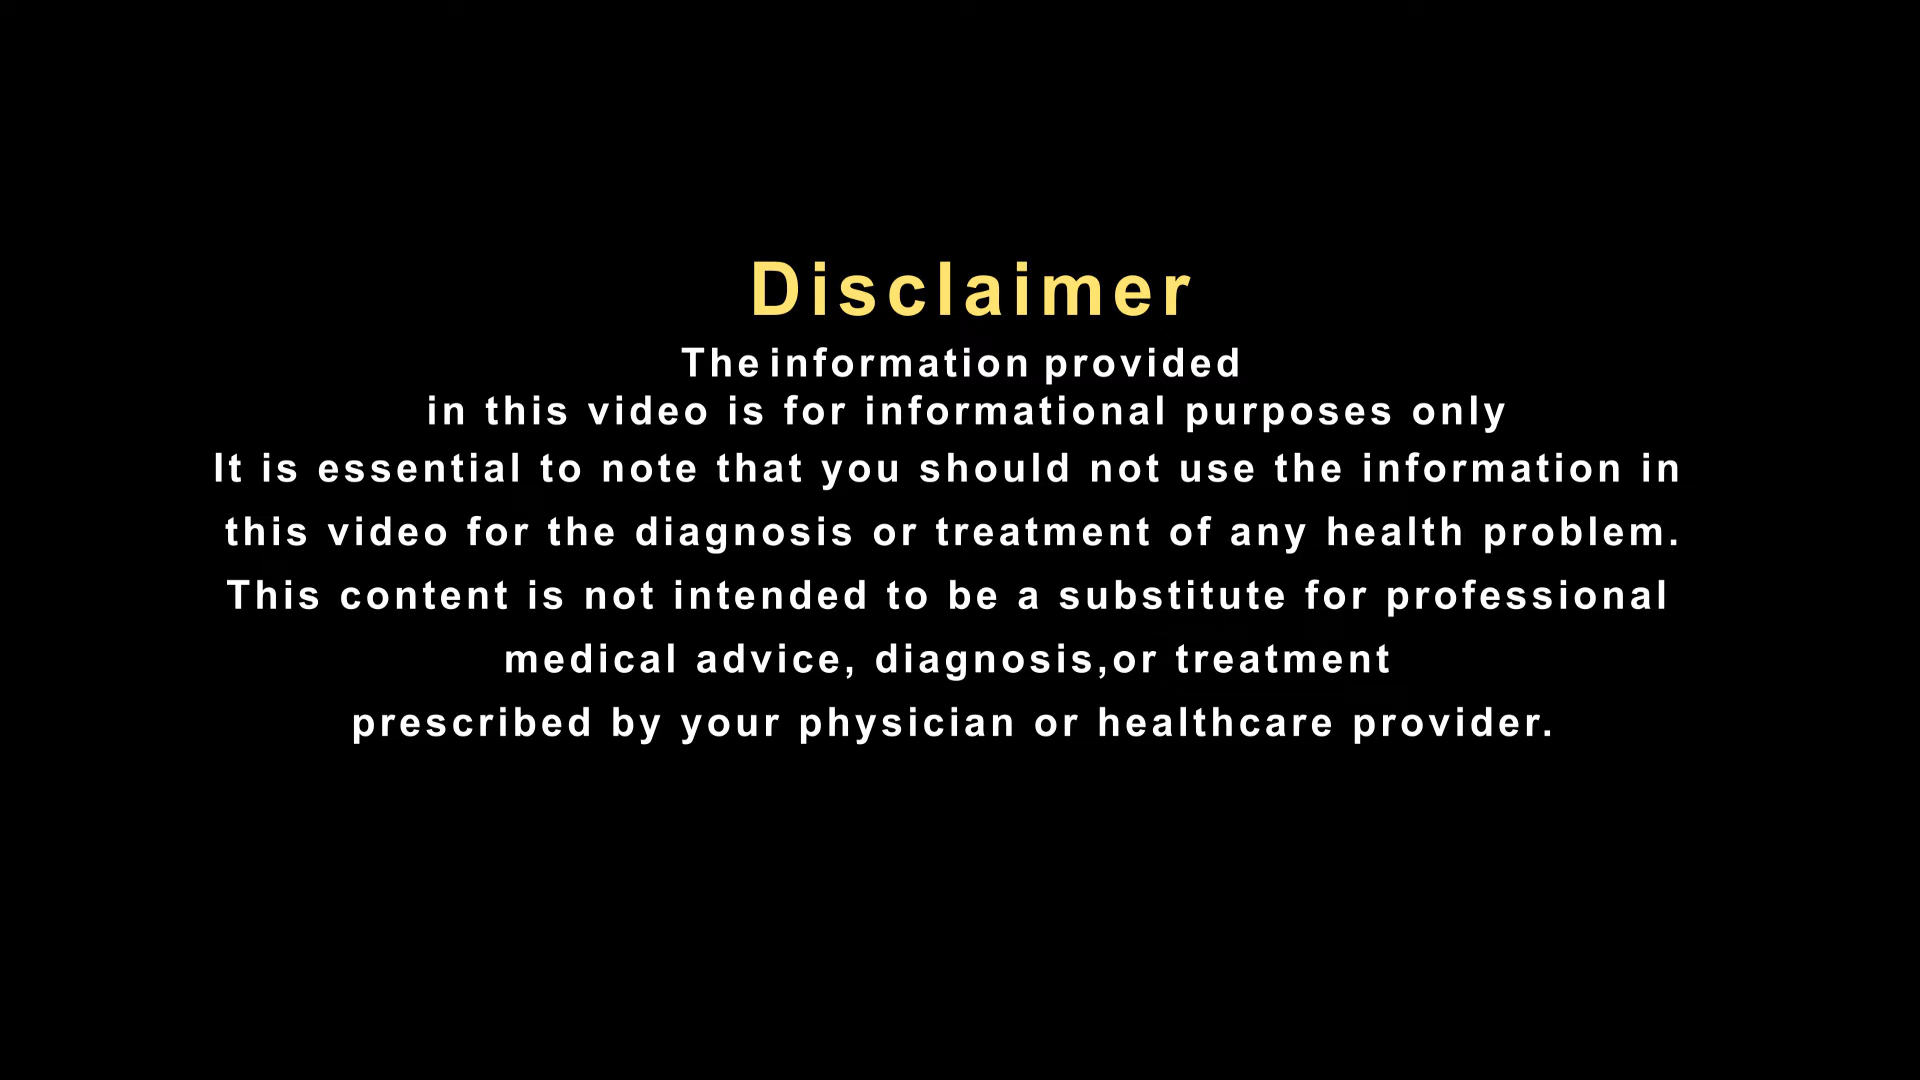 Disclaimer
The information provided
in this video is for informational purposes only
It is essential to note that you should not use the information in
this video for the diagnosis or treatment of any health problem.
This content is not intended to be a substitute for professional
medical advice, diagnosis,or treatment
prescribed by your physician or healthcare provider.